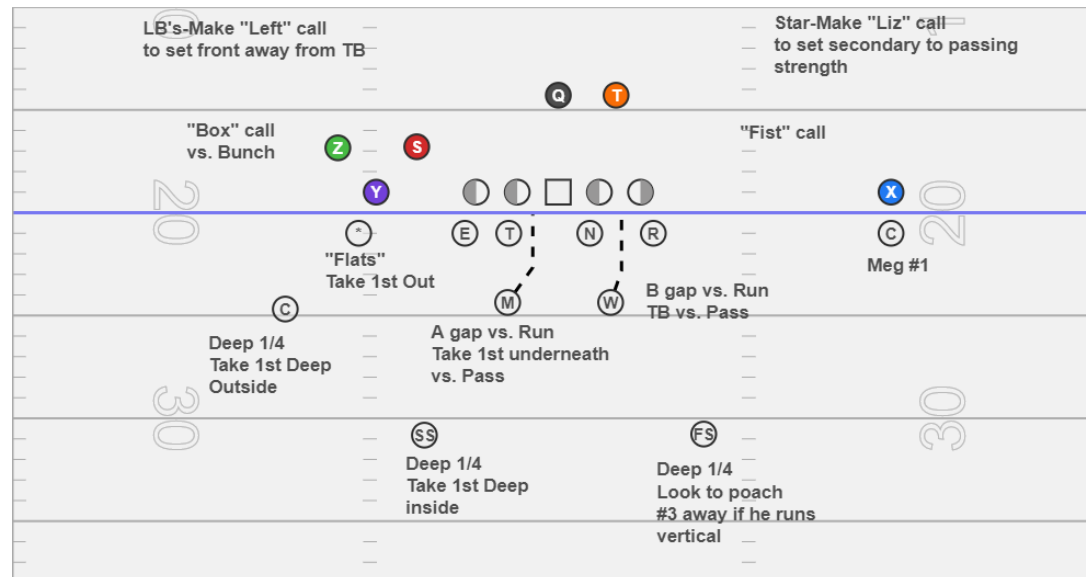 LB's-Make "Left" call
to set front away from TB
Star-Make "Liz" call
to set secondary to passing
strength
Q
T
"Box" call
vs. Bunch
"Fist" call
Z
S
Y
X
20
20
*
E
T
N
R
C
"Flats"
Take 1st Out
Meg #1
C
M
W
B gap vs. Run
TB vs. Pass
A gap vs. Run
Take 1st underneath
vs. Pass
Deep 1/4
Take 1st Deep
Outside
30
30
SS
FS
Deep 1/4
Take 1st Deep
inside
Deep 1/4
Look to poach
#3 away if he runs
vertical